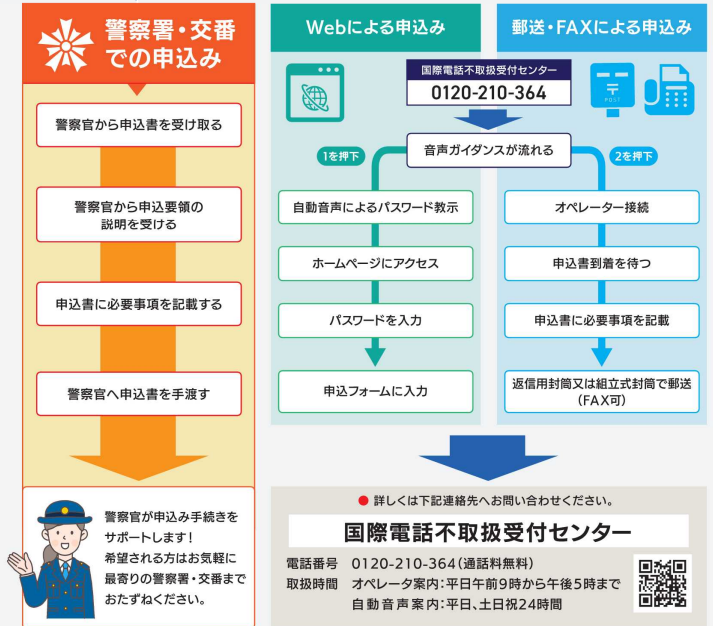 警察署・交番
での申込み
警察官から申込書を受け取る
警察官から申込要領の
説明を受ける
申込書に必要事項を記載する
警察官へ申込書を手渡す
警察官が申込み手続きを
サポートします！
希望される方はお気軽に
最寄りの警察署・交番まで
おたずねください。
Webによる申込み
郵送・FAXによる申込み
国際電話不取扱受付センター
0120-210-364
〒
POST
音声ガイダンスが流れる
1を押下
2を押下
自動音声によるパスワード教示
ホームページにアクセス
パスワードを入力
申込フォームに入力
オペレーター接続
申込書到着を待つ
申込書に必要事項を記載
返信用封筒又は組立式封筒で郵送
(FAX可)
● 詳しくは下記連絡先へお問い合わせください。
国際電話不取扱受付センター
電話番号 0120-210-364(通話料無料)
取扱時間 オペレータ案内:平日午前9時から午後5時まで
自動音声案内:平日、土日祝24時間